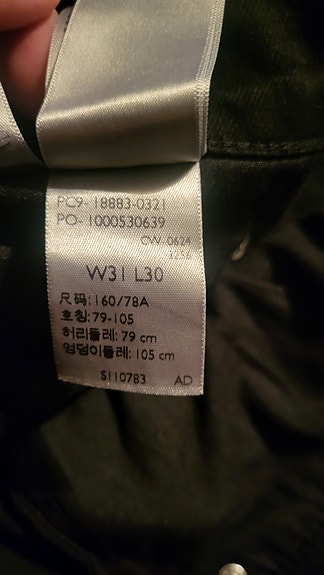 PC9- 18883-0321
PO- 1000530639
CW 0624
3256
W31 L30
尺码: 160/78A
호칭: 79-105
허리둘레: 79 cm
엉덩이둘레: 105 cm
S110783 AD